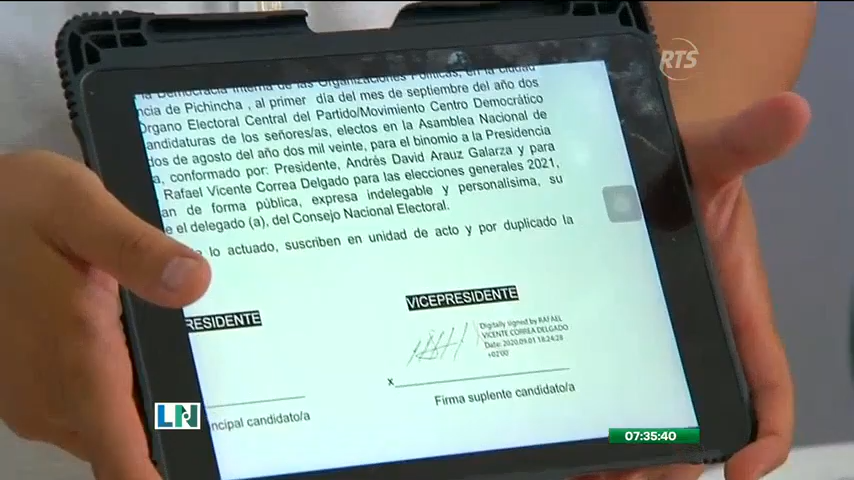 RTS
la Democracia Interna de las Organizaciones Políticas, en la ciudad
ncia de Pichincha , al primer día del mes de septiembre del año dos
Órgano Electoral Central del Partido/Movimiento Centro Democrático
andidaturas de los señores/as, electos en la Asamblea Nacional de
dos de agosto del año dos mil veinte, para el binomio a la Presidencia
a, conformado por: Presidente, Andrés David Arauz Galarza y para
Rafael Vicente Correa Delgado para las elecciones generales 2021,
an de forma pública, expresa indelegable y personalísima, su
e el delegado (a), del Consejo Nacional Electoral.
lo actuado, suscriben en unidad de acto y por duplicado la
RESIDENTE
VICEPRESIDENTE
Digitally signed by RAFAEL
VICENTE CORREA DELGADO
Date: 2020.09.01 18:24:28
+02'00'
x
ncipal candidato/a
Firma suplente candidato/a
LN
07:35:40